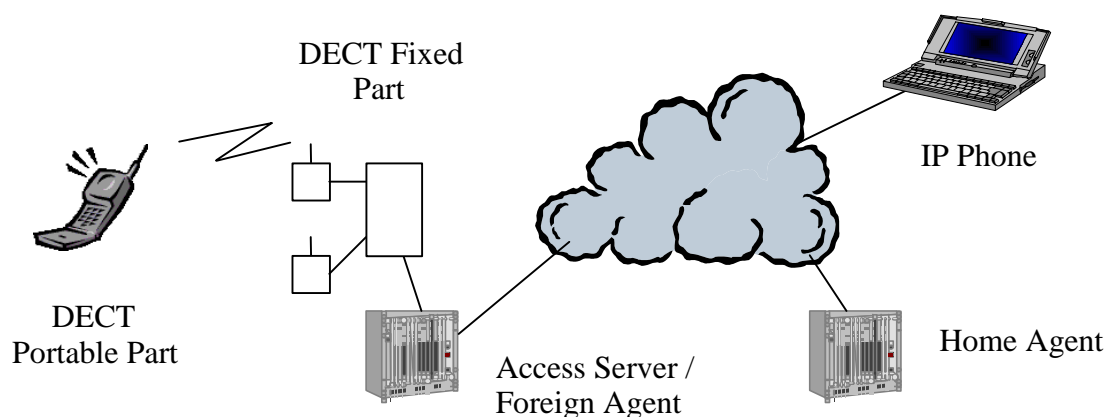 DECT Fixed
Part
IP Phone
DECT
Portable Part
Access Server /
Foreign Agent
Home Agent